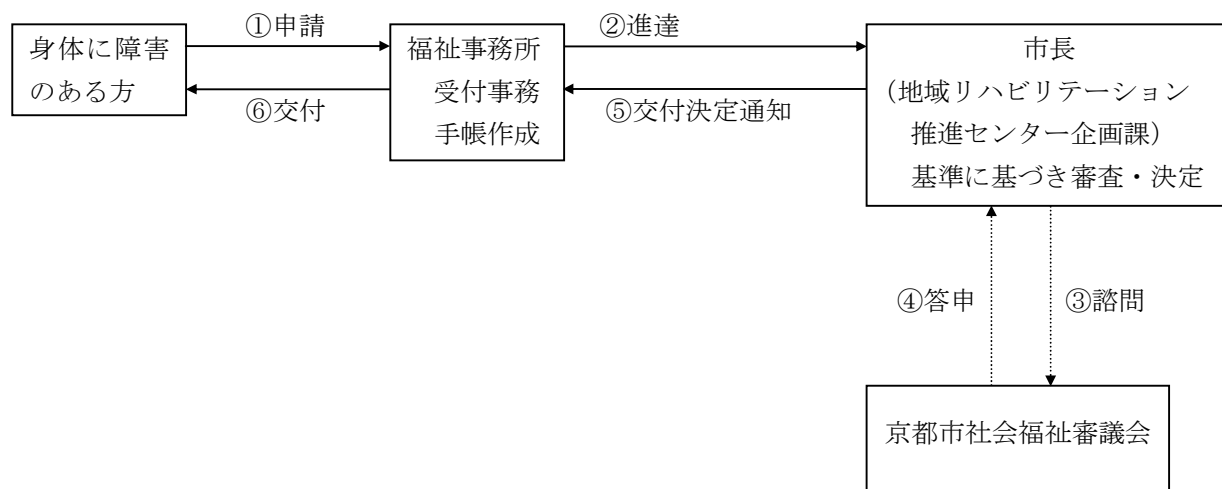 ①申請
②進達
身体に障害
のある方
福祉事務所
受付事務
手帳作成
市長
（地域リハビリテーション
推進センター企画課）
基準に基づき審査・決定
⑥交付
⑤交付決定通知
④答申
③諮問
京都市社会福祉審議会